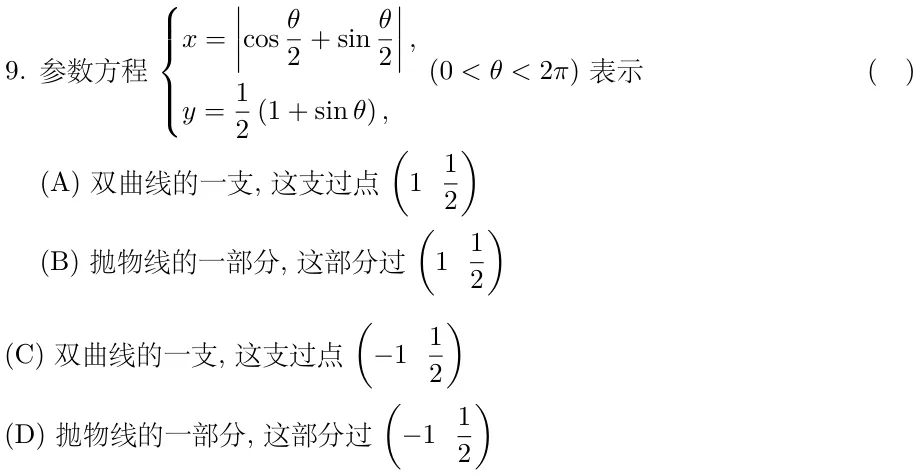 9. 参数方程 $\begin{cases} x = \left|\cos\dfrac{\theta}{2} + \sin\dfrac{\theta}{2}\right|, \\ y = \dfrac{1}{2}(1 + \sin\theta), \end{cases}$ $(0 < \theta < 2\pi)$ 表示 ( )
(A) 双曲线的一支, 这支过点 $\left(1 \ \ \dfrac{1}{2}\right)$
(B) 抛物线的一部分, 这部分过 $\left(1 \ \ \dfrac{1}{2}\right)$
(C) 双曲线的一支, 这支过点 $\left(-1 \ \ \dfrac{1}{2}\right)$
(D) 抛物线的一部分, 这部分过 $\left(-1 \ \ \dfrac{1}{2}\right)$